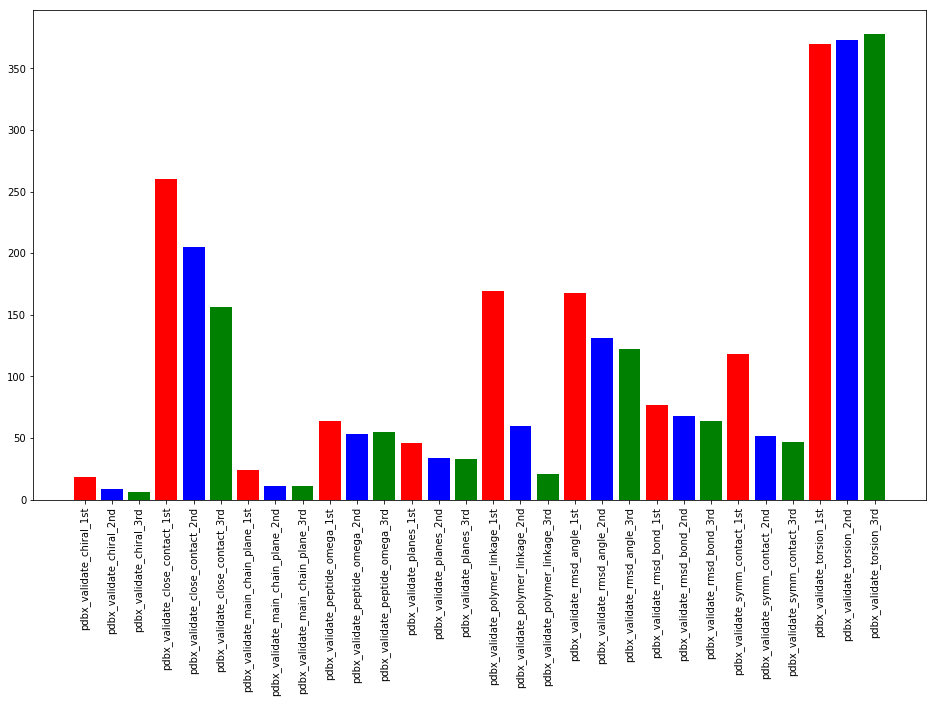 350
300
250
200
150
100
50
0
pdbx_validate_chiral_1st
pdbx_validate_chiral_2nd
pdbx_validate_chiral_3rd
pdbx_validate_close_contact_1st
pdbx_validate_close_contact_2nd
pdbx_validate_close_contact_3rd
pdbx_validate_main_chain_plane_1st
pdbx_validate_main_chain_plane_2nd
pdbx_validate_main_chain_plane_3rd
pdbx_validate_peptide_omega_1st
pdbx_validate_peptide_omega_2nd
pdbx_validate_peptide_omega_3rd
pdbx_validate_planes_1st
pdbx_validate_planes_2nd
pdbx_validate_planes_3rd
pdbx_validate_polymer_linkage_1st
pdbx_validate_polymer_linkage_2nd
pdbx_validate_polymer_linkage_3rd
pdbx_validate_rmsd_angle_1st
pdbx_validate_rmsd_angle_2nd
pdbx_validate_rmsd_angle_3rd
pdbx_validate_rmsd_bond_1st
pdbx_validate_rmsd_bond_2nd
pdbx_validate_rmsd_bond_3rd
pdbx_validate_symm_contact_1st
pdbx_validate_symm_contact_2nd
pdbx_validate_symm_contact_3rd
pdbx_validate_torsion_1st
pdbx_validate_torsion_2nd
pdbx_validate_torsion_3rd